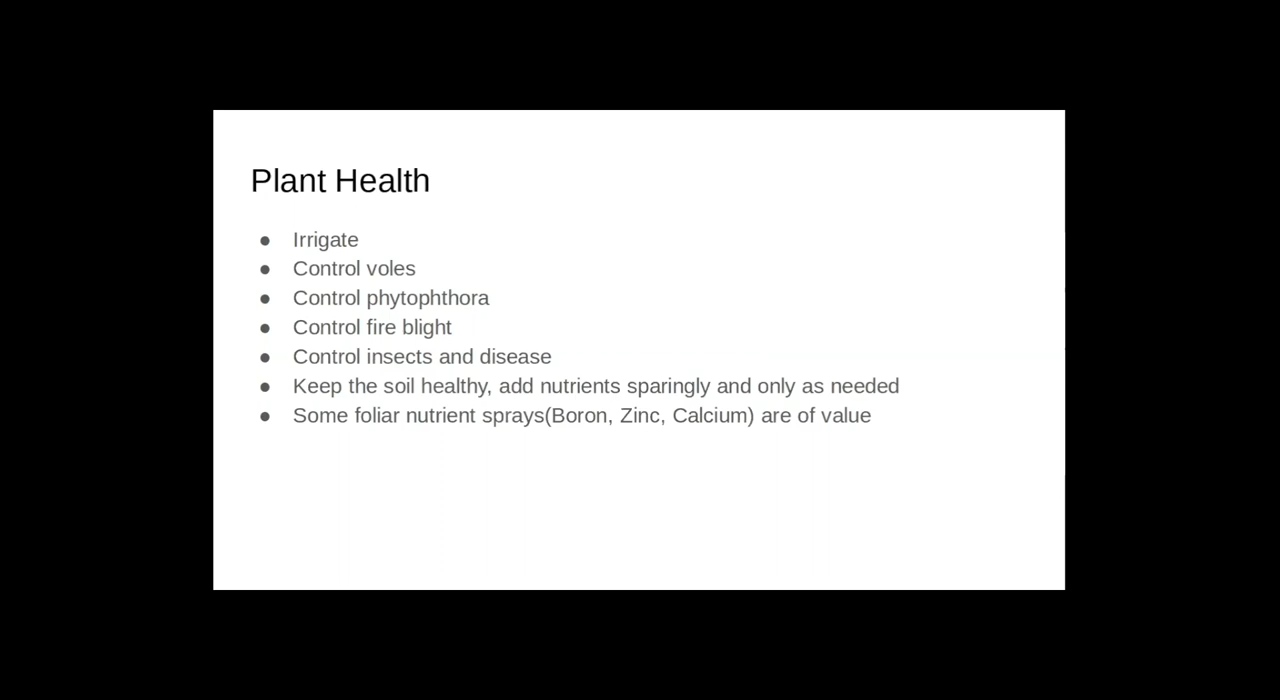 Plant Health
● Irrigate
● Control voles
● Control phytophthora
● Control fire blight
● Control insects and disease
● Keep the soil healthy, add nutrients sparingly and only as needed
● Some foliar nutrient sprays(Boron, Zinc, Calcium) are of value